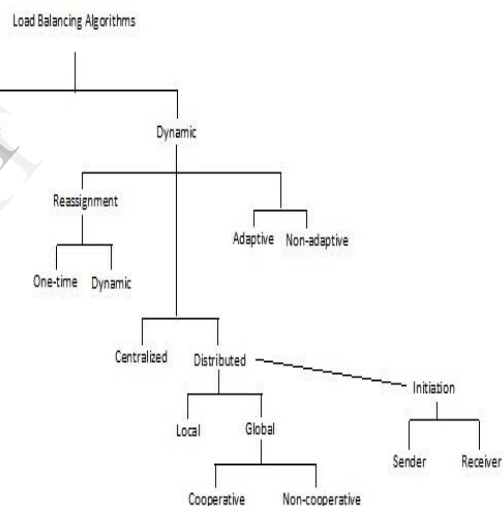 Load Balancing Algorithms
Dynamic
Reassignment
Adaptive Non-adaptive
One-time Dynamic
Centralized Distributed
Initiation
Local Global
Sender Receiver
Cooperative Non-cooperative